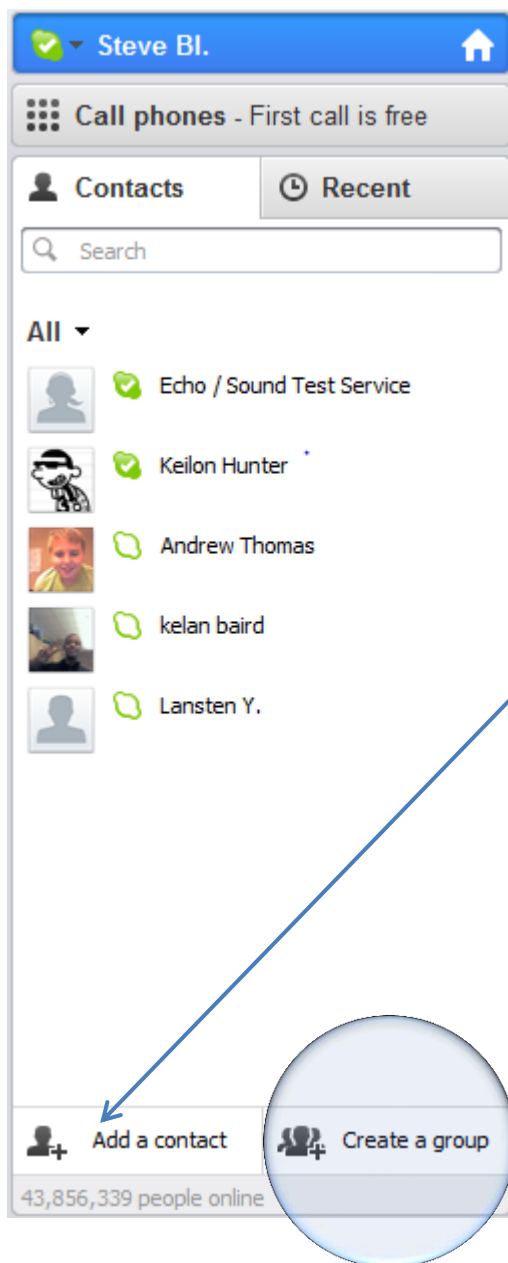 Steve Bl.
Call phones - First call is free
Contacts Recent
Search
All
Echo / Sound Test Service
Keilon Hunter
Andrew Thomas
kelan baird
Lansten Y.
Add a contact Create a group
43,856,339 people online